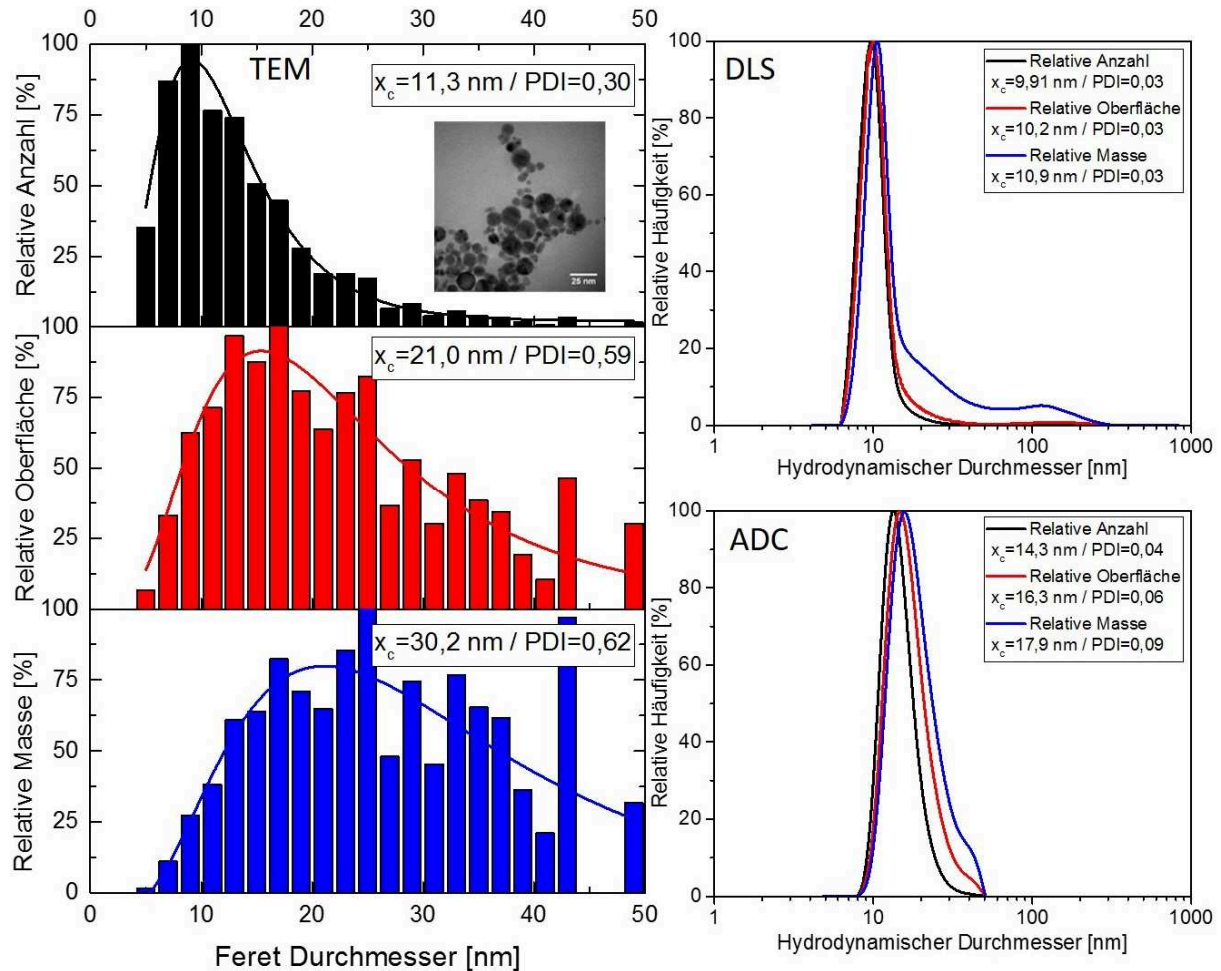 0 10 20 30 40 50
TEM
x_c=11,3 nm / PDI=0,30
25 nm
Relative Anzahl [%]
100
75
50
25
x_c=21,0 nm / PDI=0,59
Relative Oberfläche [%]
100
75
50
25
x_c=30,2 nm / PDI=0,62
Relative Masse [%]
100
75
50
25
0
0 10 20 30 40 50
Feret Durchmesser [nm]
DLS
Relative Anzahl
x_c=9,91 nm / PDI=0,03
Relative Oberfläche
x_c=10,2 nm / PDI=0,03
Relative Masse
x_c=10,9 nm / PDI=0,03
Relative Häufigkeit [%]
100
80
60
40
20
0
1 10 100 1000
Hydrodynamischer Durchmesser [nm]
ADC
Relative Anzahl
x_c=14,3 nm / PDI=0,04
Relative Oberfläche
x_c=16,3 nm / PDI=0,06
Relative Masse
x_c=17,9 nm / PDI=0,09
Relative Häufigkeit [%]
100
80
60
40
20
0
1 10 100 1000
Hydrodynamischer Durchmesser [nm]